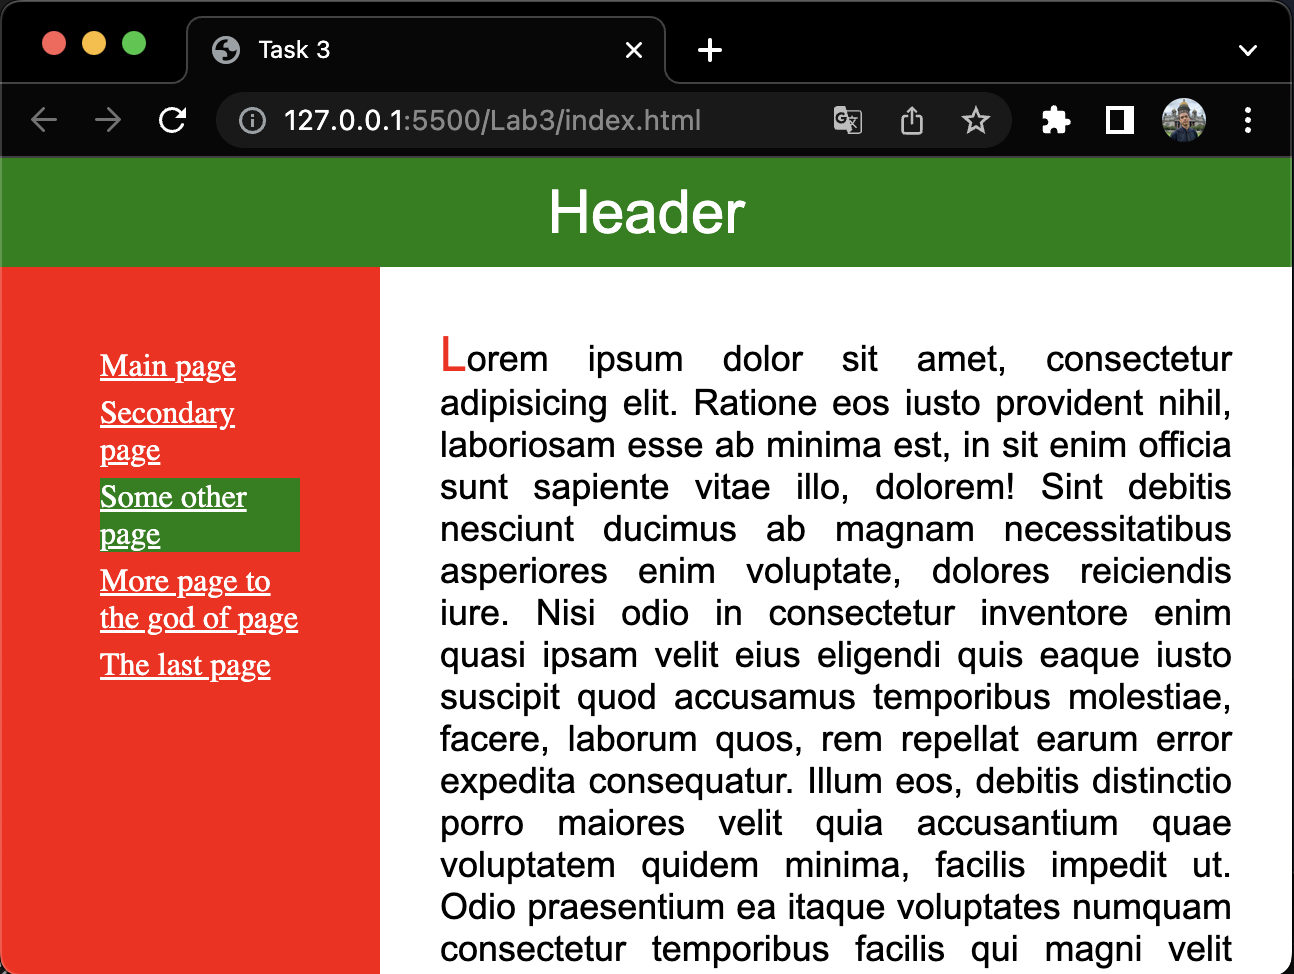 Task 3
127.0.0.1:5500/Lab3/index.html
Header
Main page
Secondary
page
Some other
page
More page to
the god of page
The last page
Lorem ipsum dolor sit amet, consectetur
adipisicing elit. Ratione eos iusto provident nihil,
laboriosam esse ab minima est, in sit enim officia
sunt sapiente vitae illo, dolorem! Sint debitis
nesciunt ducimus ab magnam necessitatibus
asperiores enim voluptate, dolores reiciendis
iure. Nisi odio in consectetur inventore enim
quasi ipsam velit eius eligendi quis eaque iusto
suscipit quod accusamus temporibus molestiae,
facere, laborum quos, rem repellat earum error
expedita consequatur. Illum eos, debitis distinctio
porro maiores velit quia accusantium quae
voluptatem quidem minima, facilis impedit ut.
Odio praesentium ea itaque voluptates numquam
consectetur temporibus facilis qui magni velit